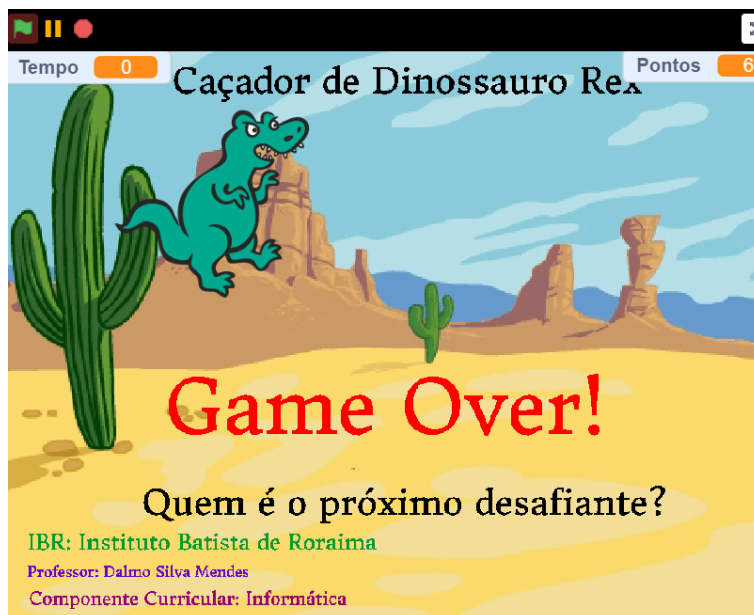 Tempo 0
Pontos 6
Caçador de Dinossauro Rex
Game Over!
Quem é o próximo desafiante?
IBR: Instituto Batista de Roraima
Professor: Dalmo Silva Mendes
Componente Curricular: Informática